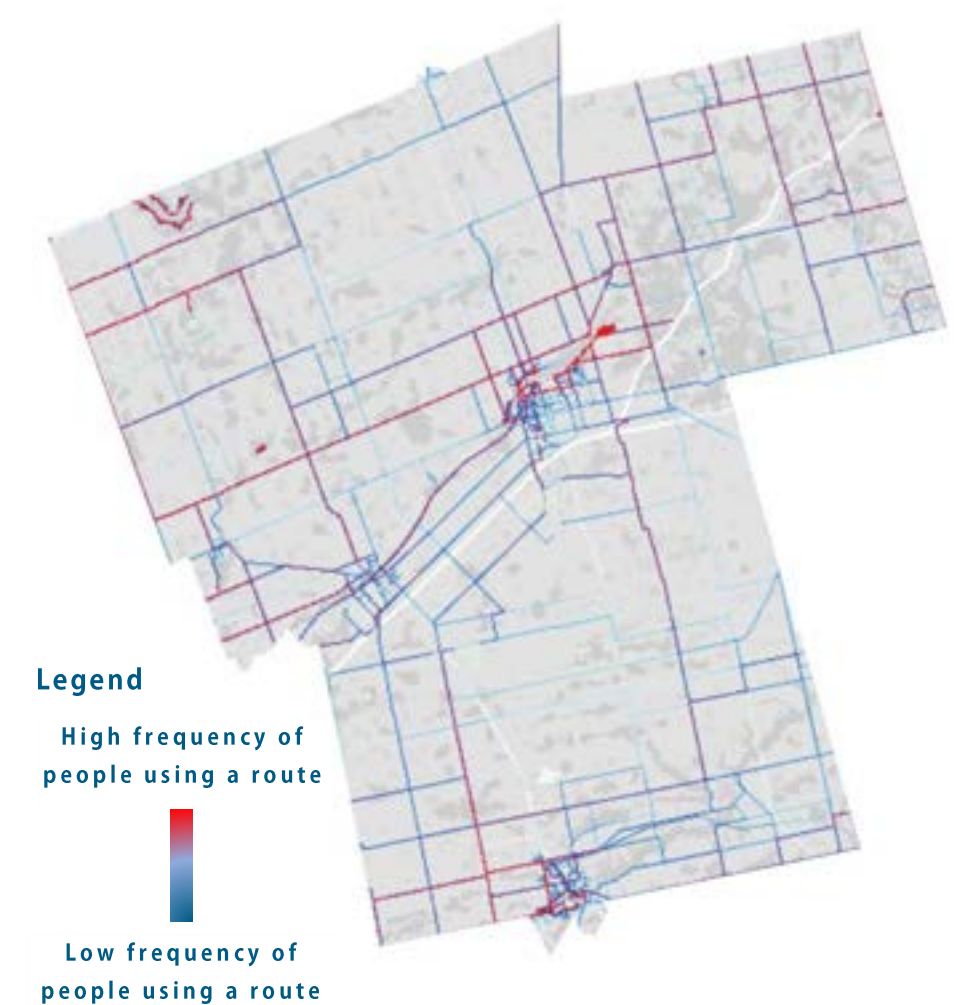 Legend
High frequency of
people using a route
Low frequency of
people using a route